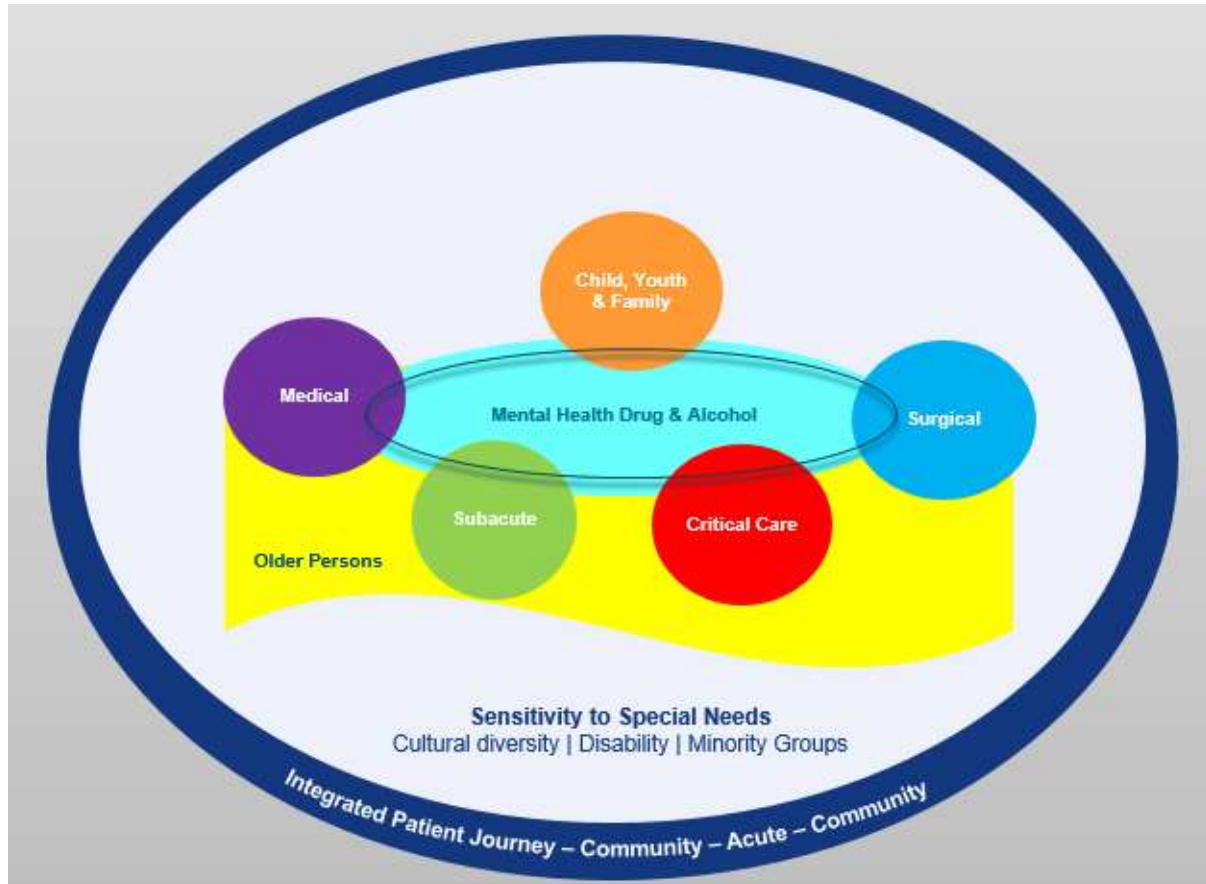 Child, Youth
& Family
Medical
Mental Health Drug & Alcohol
Surgical
Subacute
Critical Care
Older Persons
Sensitivity to Special Needs
Cultural diversity | Disability | Minority Groups
Integrated Patient Journey – Community – Acute – Community